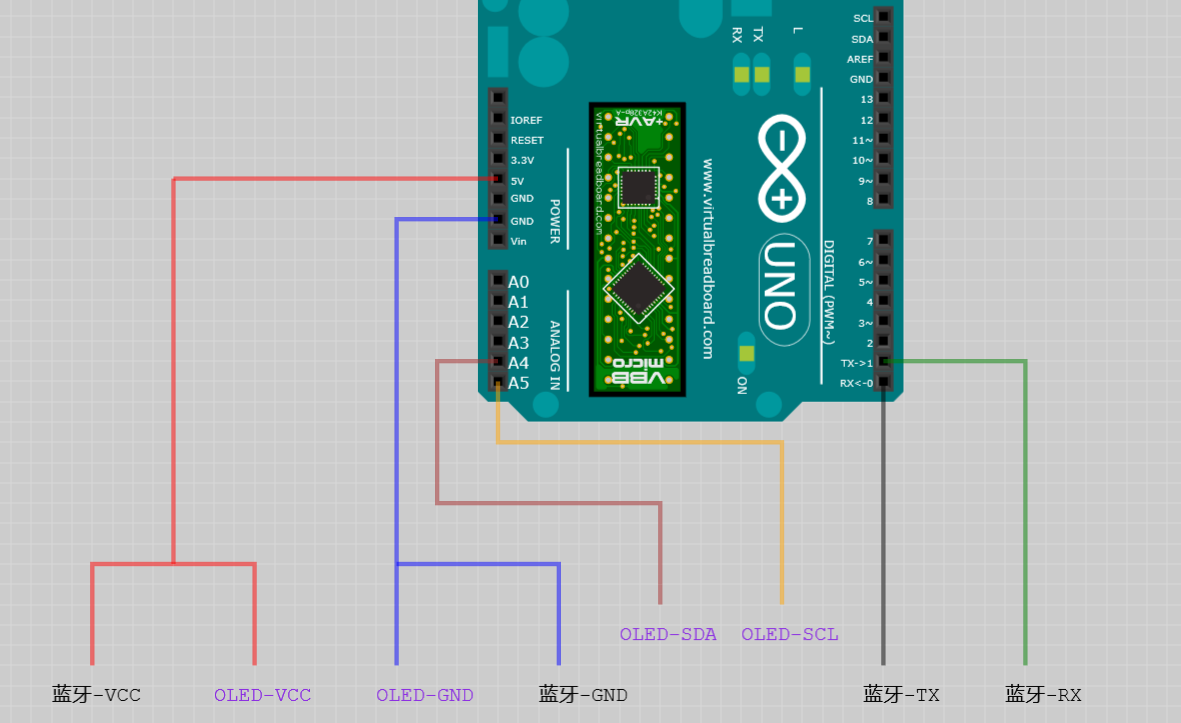 RX
TX
L
SCL
SDA
AREF
GND
13
12
11~
10~
9~
8
IOREF
RESET
3.3V
5V
GND
GND
Vin
POWER
A0
A1
A2
A3
A4
A5
ANALOG IN
+AVR
virtualbreadboard.com
VBB
micro
www.virtualbreadboard.com
UNO
ON
DIGITAL (PWM~)
7
6~
5~
4
3~
2
TX->1
RX<-0
OLED-SDA
OLED-SCL
蓝牙-VCC
OLED-VCC
OLED-GND
蓝牙-GND
蓝牙-TX
蓝牙-RX